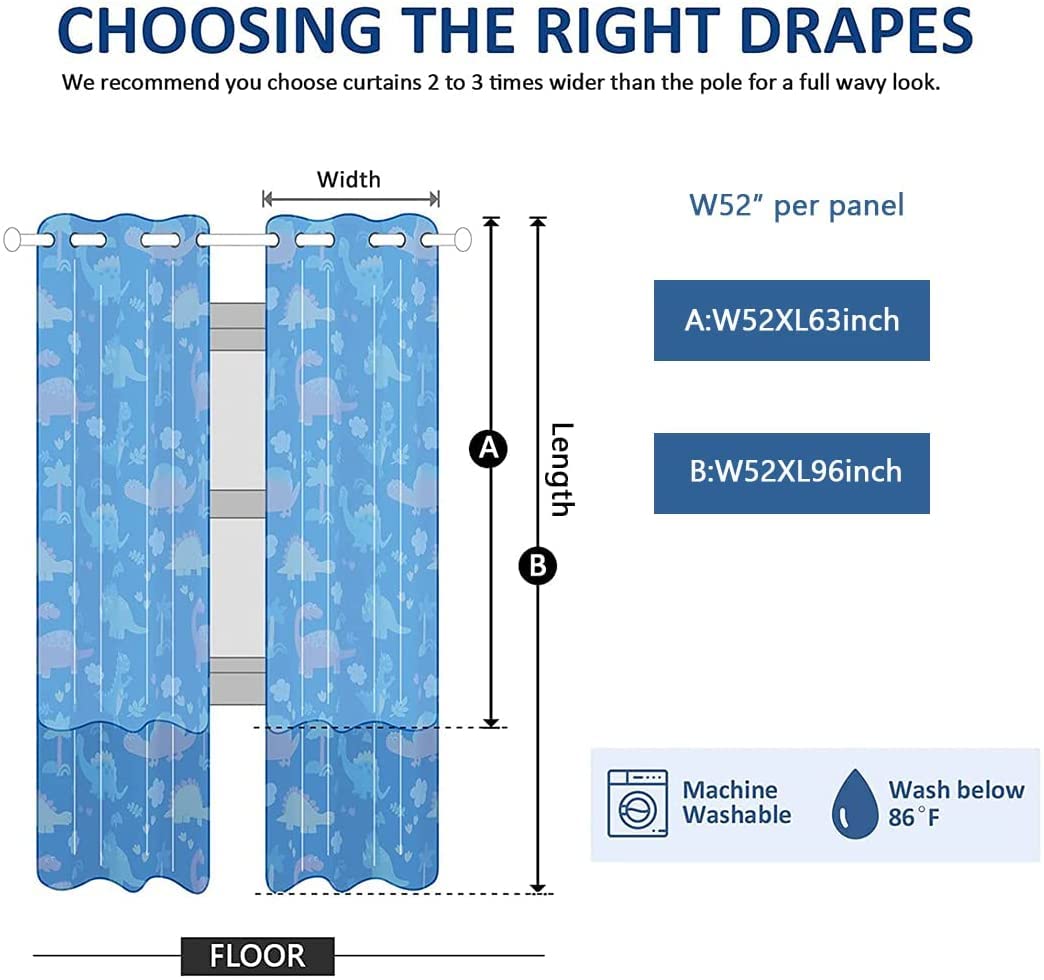 CHOOSING THE RIGHT DRAPES
We recommend you choose curtains 2 to 3 times wider than the pole for a full wavy look.
Width
W52” per panel
A:W52XL63inch
A
Length
B:W52XL96inch
B
Machine
Washable
Wash below
86°F
FLOOR